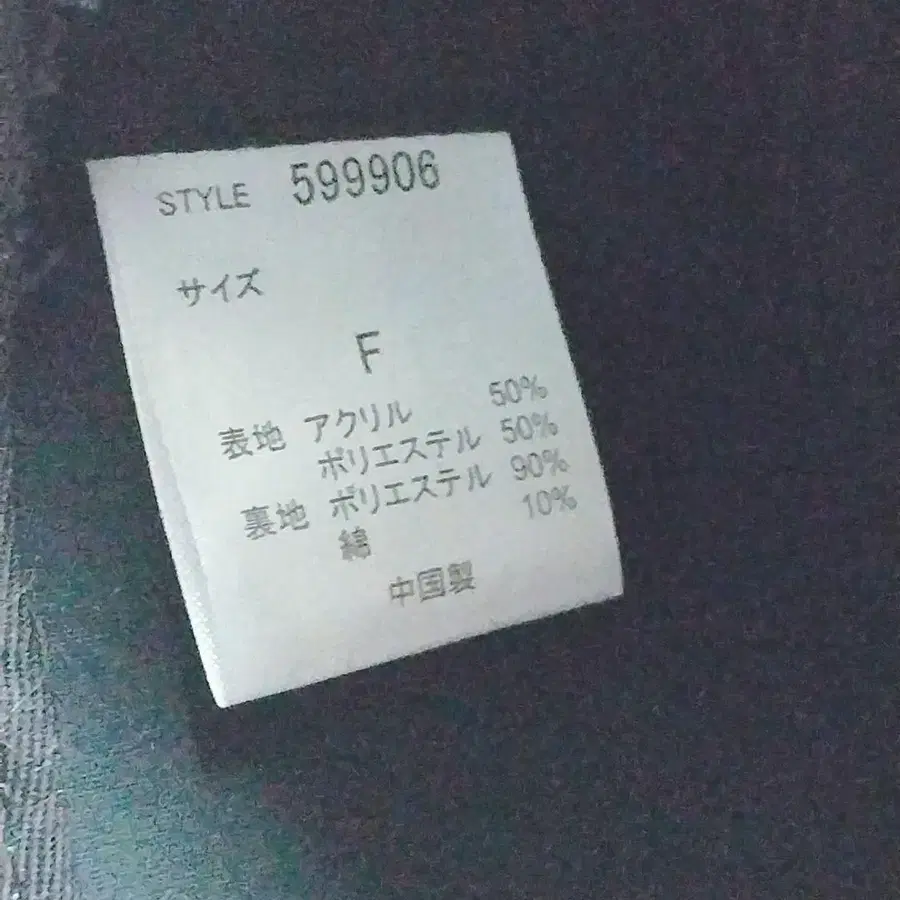 STYLE 599906
サイズ
F
表地 アクリル 50%
ポリエステル 50%
裏地 ポリエステル 90%
綿 10%
中国製